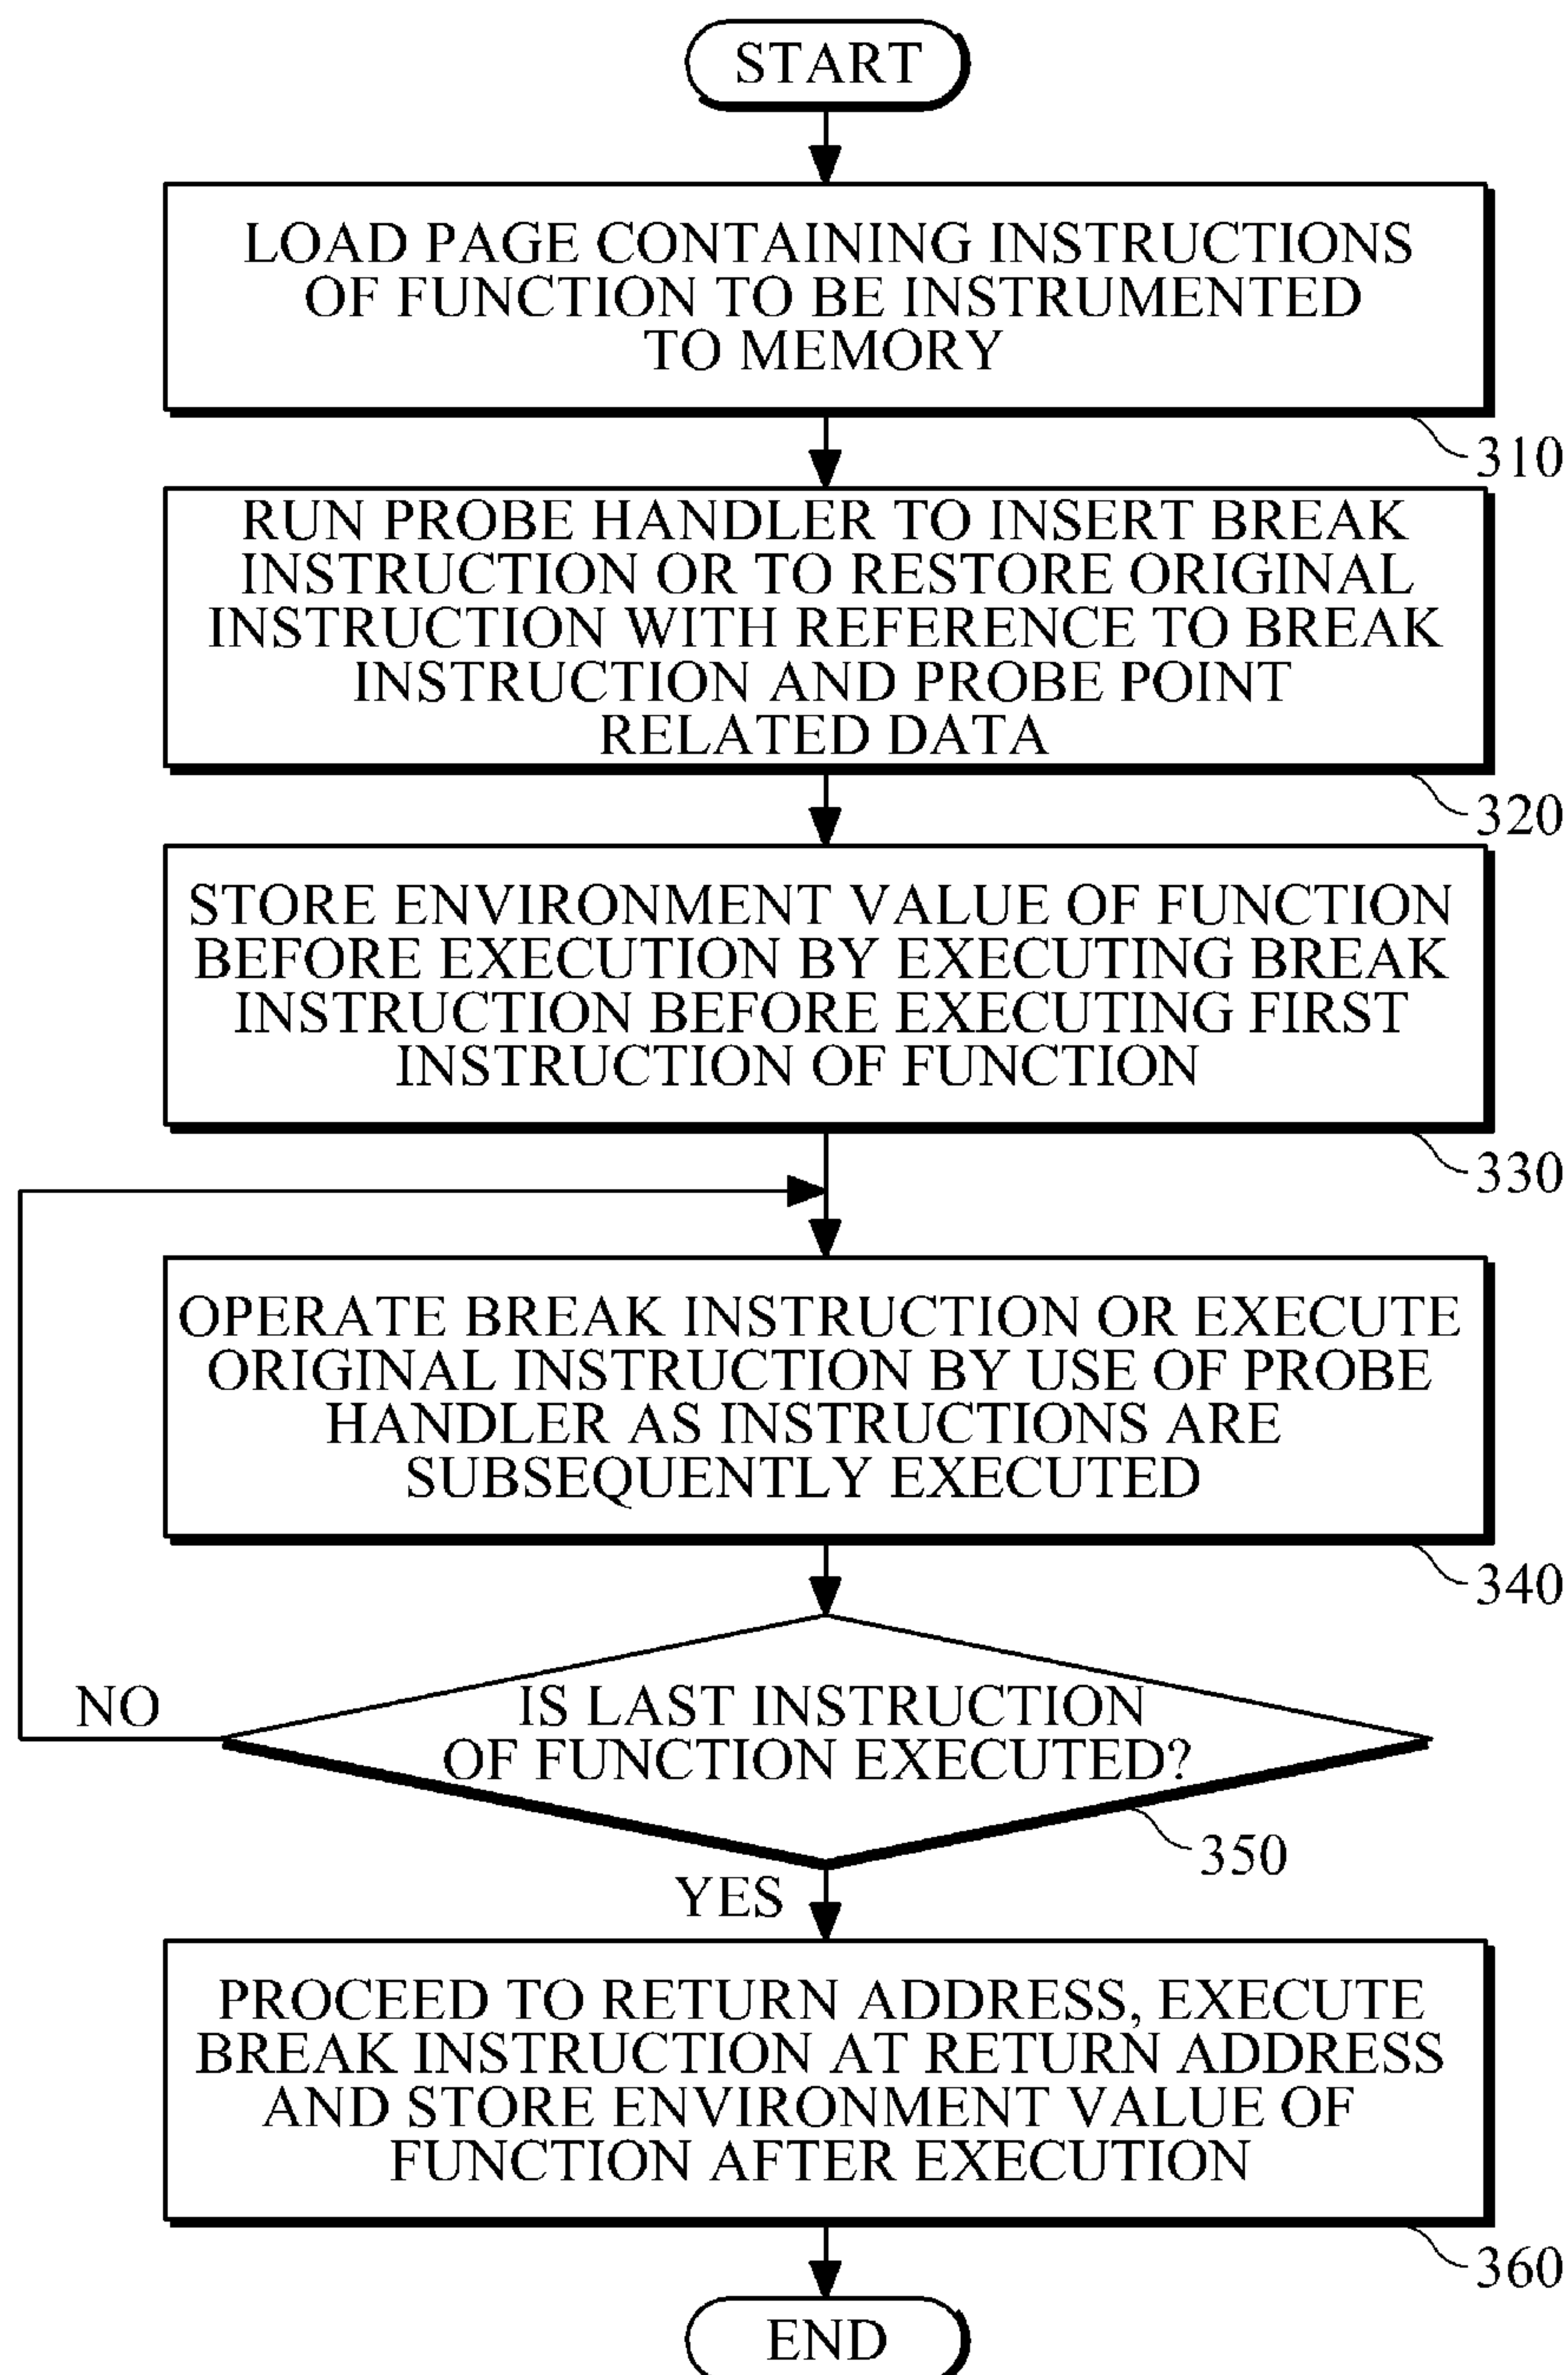 START
LOAD PAGE CONTAINING INSTRUCTIONS
OF FUNCTION TO BE INSTRUMENTED
TO MEMORY
310
RUN PROBE HANDLER TO INSERT BREAK
INSTRUCTION OR TO RESTORE ORIGINAL
INSTRUCTION WITH REFERENCE TO BREAK
INSTRUCTION AND PROBE POINT
RELATED DATA
320
STORE ENVIRONMENT VALUE OF FUNCTION
BEFORE EXECUTION BY EXECUTING BREAK
INSTRUCTION BEFORE EXECUTING FIRST
INSTRUCTION OF FUNCTION
330
OPERATE BREAK INSTRUCTION OR EXECUTE
ORIGINAL INSTRUCTION BY USE OF PROBE
HANDLER AS INSTRUCTIONS ARE
SUBSEQUENTLY EXECUTED
340
NO
IS LAST INSTRUCTION
OF FUNCTION EXECUTED?
350
YES
PROCEED TO RETURN ADDRESS, EXECUTE
BREAK INSTRUCTION AT RETURN ADDRESS
AND STORE ENVIRONMENT VALUE OF
FUNCTION AFTER EXECUTION
360
END